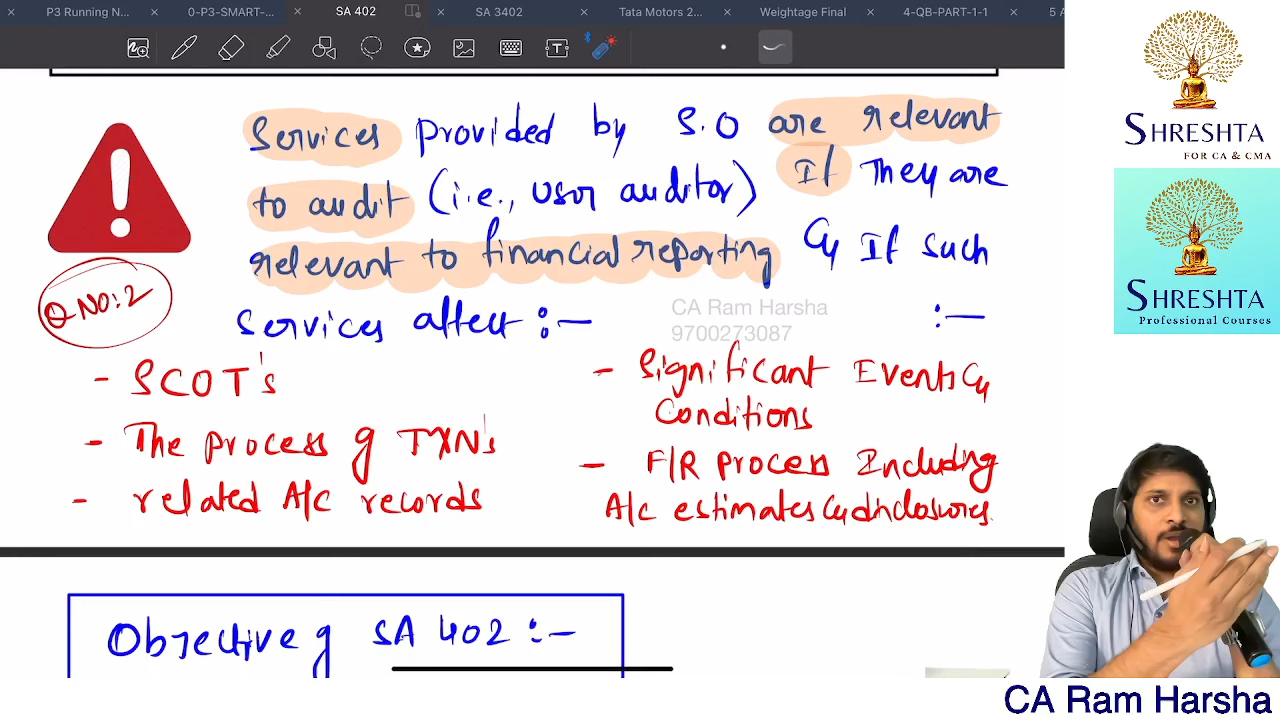 P3 Running N...
0-P3-SMART-...
SA 402
SA 3402
Tata Motors 2...
Weightage Final
4-QB-PART-1-1
5 A
Services provided by S.O are relevant
to audit (i.e., user auditor) If They are
relevant to financial reporting & If such
Services affect :-
:-
CA Ram Harsha
9700273087
Q NO:2
- SCOT's
- The process of TXN's
- related A/c records
- Significant Events &
Conditions
- F/R process Including
A/c estimates & disclosures.
Objective of SA 402 :-
SHRESHTA
FOR CA & CMA
SHRESHTA
Professional Courses
CA Ram Harsha